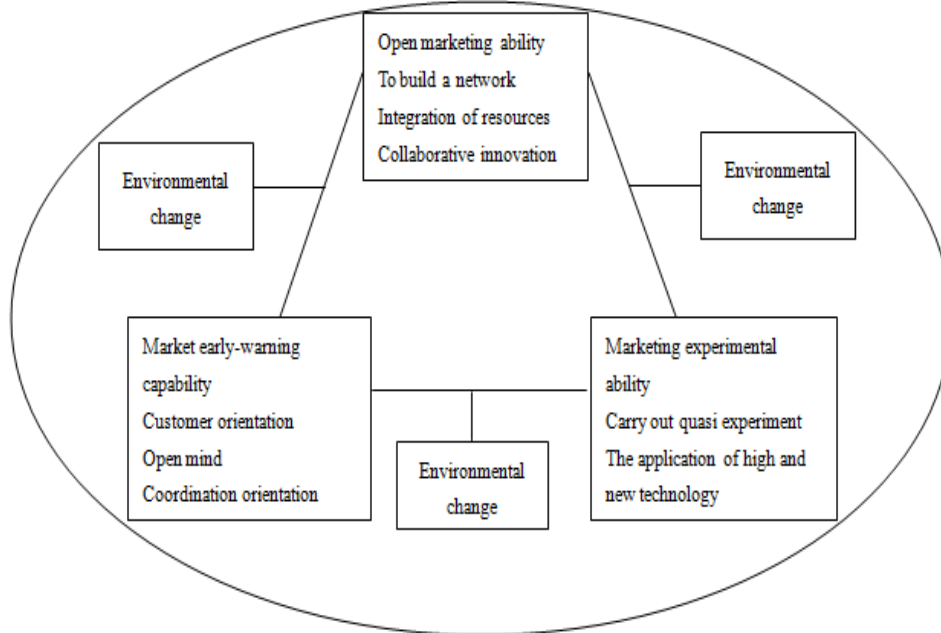 Open marketing ability
To build a network
Integration of resources
Collaborative innovation
Environmental
change
Environmental
change
Market early-warning
capability
Customer orientation
Open mind
Coordination orientation
Environmental
change
Marketing experimental
ability
Carry out quasi experiment
The application of high and
new technology